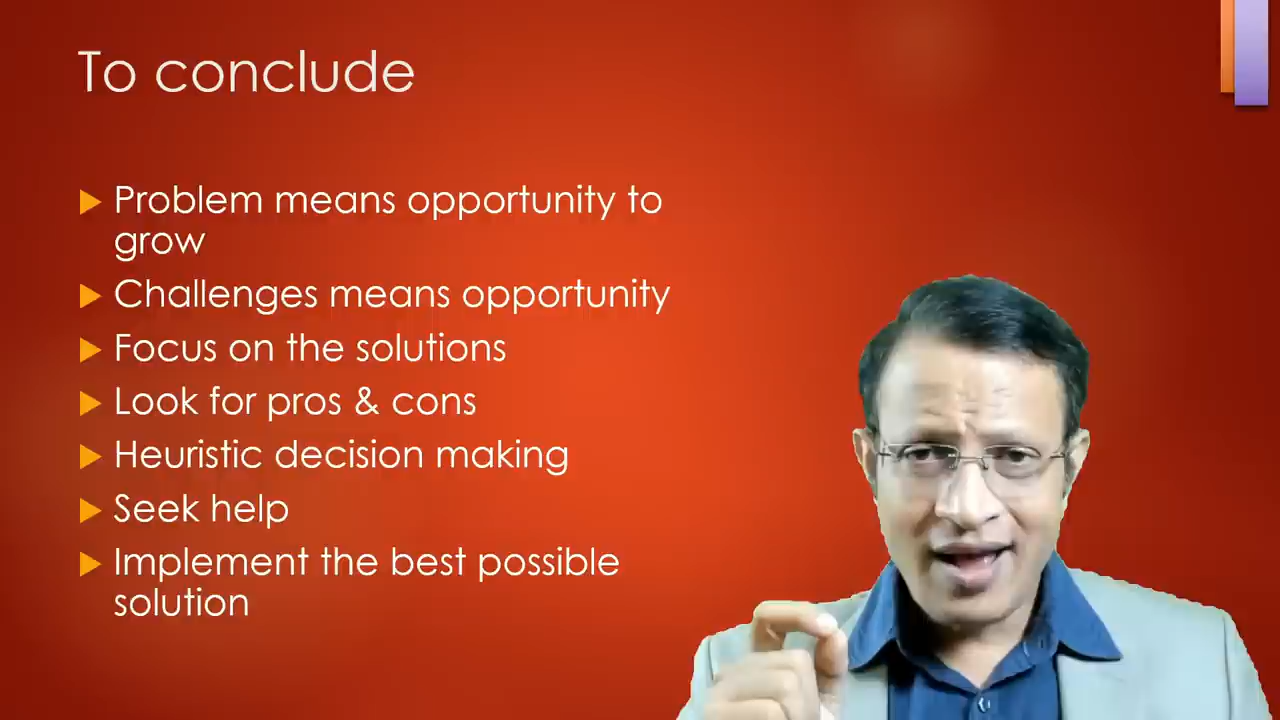 To conclude
Problem means opportunity to
grow
Challenges means opportunity
Focus on the solutions
Look for pros & cons
Heuristic decision making
Seek help
Implement the best possible
solution